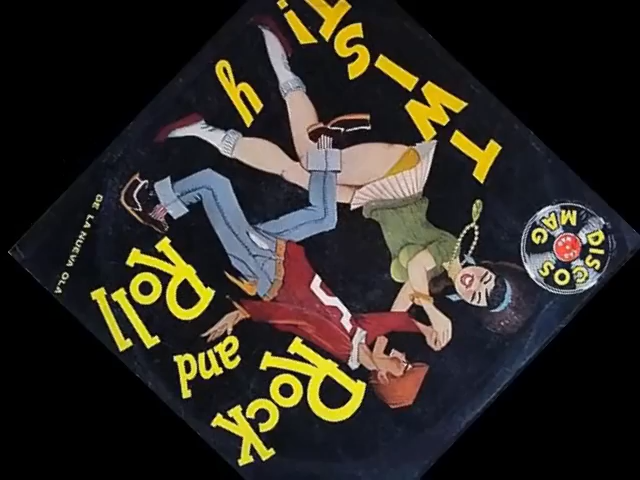 DISCOS
MAG
Rock
and
Roll
y
TWIST!
DE LA NUEVA OLA